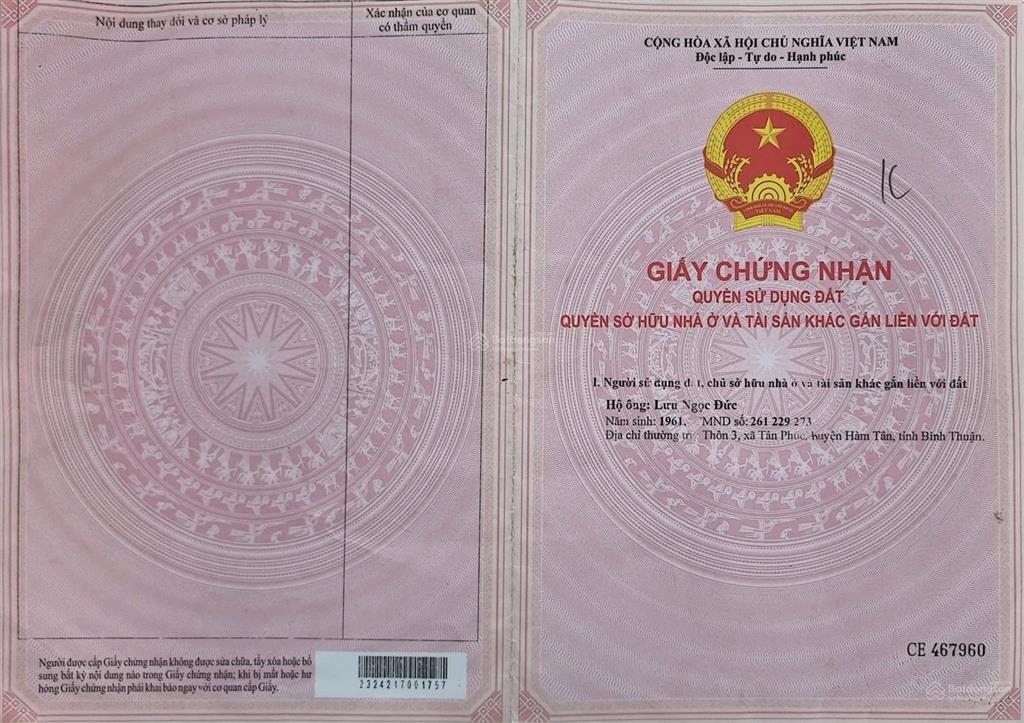 Nội dung thay đổi và cơ sở pháp lý
Xác nhận của cơ quan
có thẩm quyền
Người được cấp Giấy chứng nhận không được sửa chữa, tẩy xóa hoặc bổ
sung bất kỳ nội dung nào trong Giấy chứng nhận; khi bị mất hoặc hư
hỏng Giấy chứng nhận phải khai báo ngay với cơ quan cấp Giấy.
2324217001757
CỘNG HÒA XÃ HỘI CHỦ NGHĨA VIỆT NAM
Độc lập - Tự do - Hạnh phúc
VIỆT NAM
GIẤY CHỨNG NHẬN
QUYỀN SỬ DỤNG ĐẤT
QUYỀN SỞ HỮU NHÀ Ở VÀ TÀI SẢN KHÁC GẮN LIỀN VỚI ĐẤT
I. Người sử dụng đất, chủ sở hữu nhà ở và tài sản khác gắn liền với đất
Hộ ông: Lưu Ngọc Đức
Năm sinh: 1961, MND số: 261 229 273
Địa chỉ thường trú: Thôn 3, xã Tân Phúc, huyện Hàm Tân, tỉnh Bình Thuận.
CE 467960
Batdongsan
Batdongsan